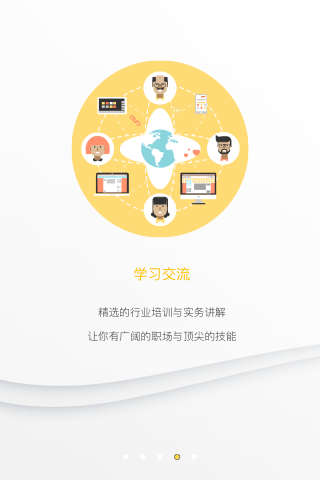 学习交流
精选的行业培训与实务讲解
让你有广阔的职场与顶尖的技能